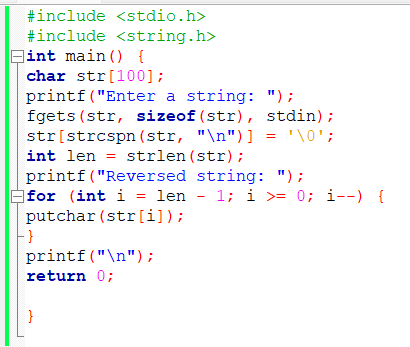 #include <stdio.h>
#include <string.h>
int main() {
char str[100];
printf("Enter a string: ");
fgets(str, sizeof(str), stdin);
str[strcspn(str, "\n")] = '\0';
int len = strlen(str);
printf("Reversed string: ");
for (int i = len - 1; i >= 0; i--) {
putchar(str[i]);
}
printf("\n");
return 0;
}